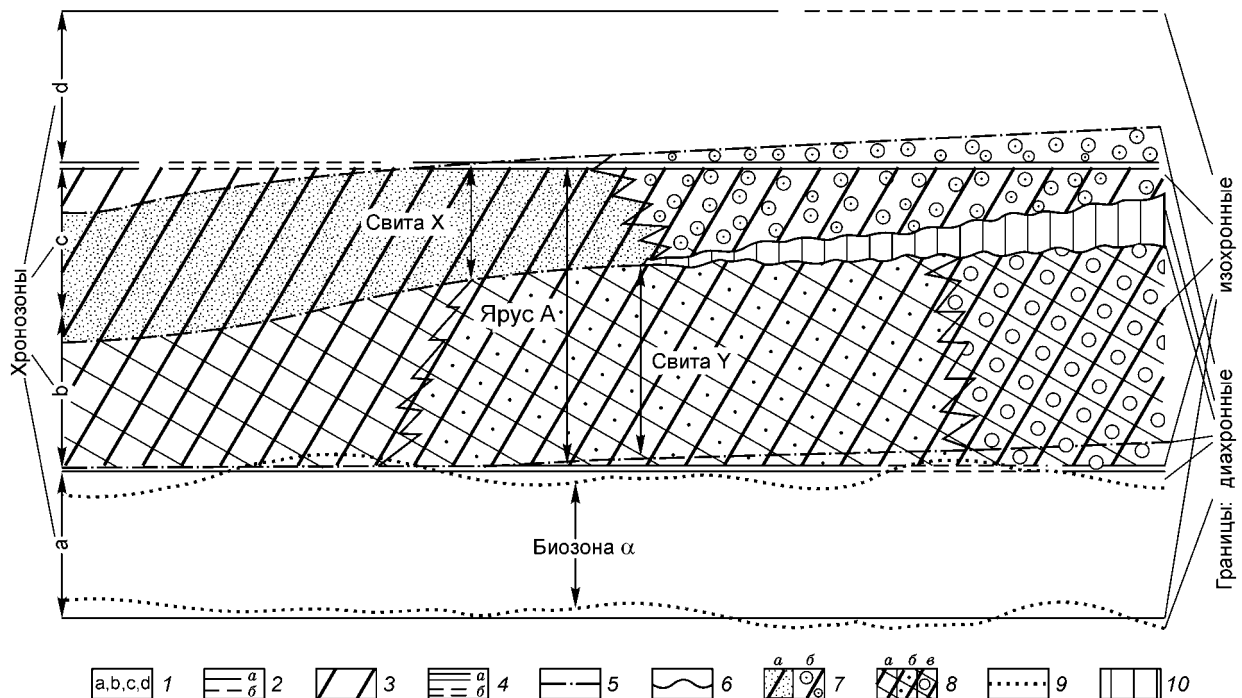 Хронозоны
d
c
b
a
Свита X
Ярус А
Свита Y
Биозона α
Границы: диахронные изохронные
a,b,c,d 1
а б 2
3
а б 4
5
6
а б 7
а б в 8
9
10